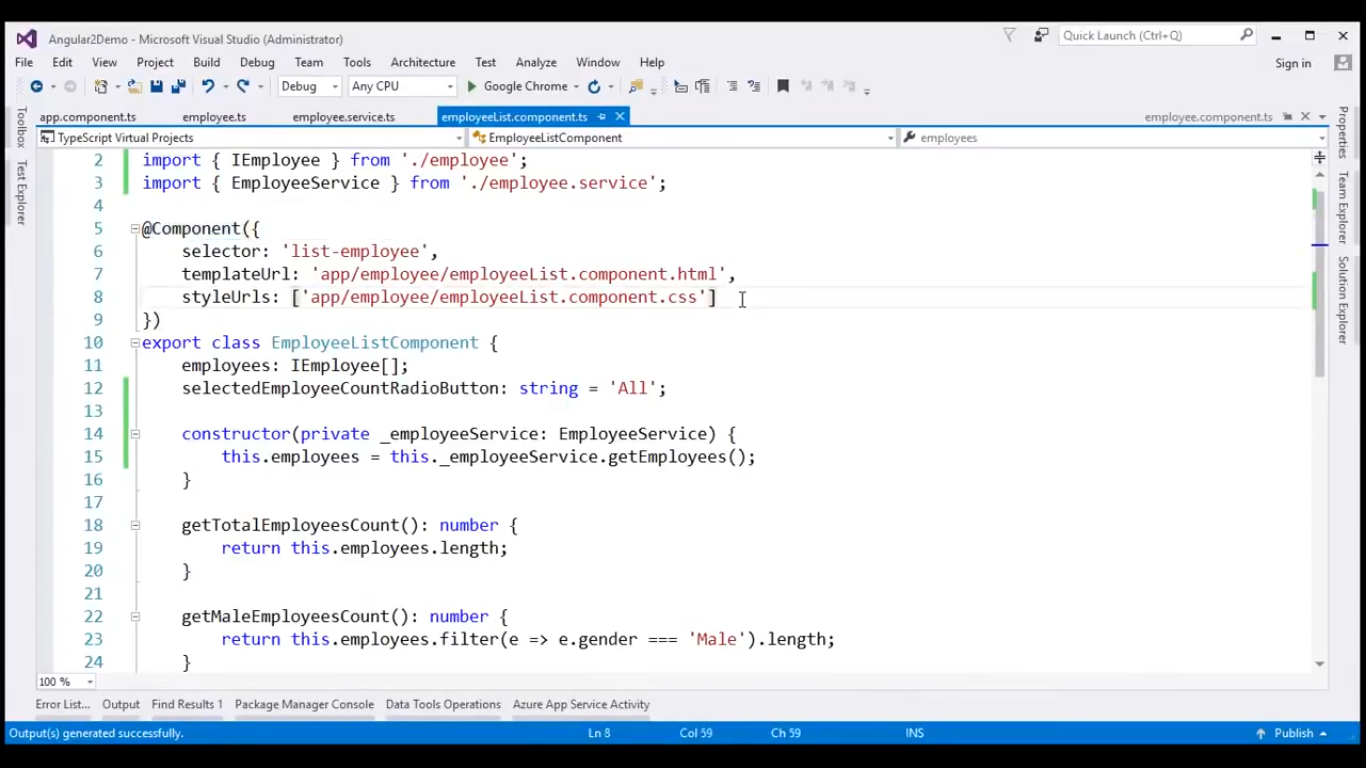 Angular2Demo - Microsoft Visual Studio (Administrator)
Quick Launch (Ctrl+Q)
File Edit View Project Build Debug Team Tools Architecture Test Analyze Window Help
Sign in
Debug Any CPU Google Chrome
app.component.ts employee.ts employee.service.ts employeeList.component.ts employee.component.ts
TypeScript Virtual Projects EmployeeListComponent employees
Toolbox
Test Explorer
2 import { IEmployee } from './employee';
3 import { EmployeeService } from './employee.service';
4
5 @Component({
6 selector: 'list-employee',
7 templateUrl: 'app/employee/employeeList.component.html',
8 styleUrls: ['app/employee/employeeList.component.css']
9 })
10 export class EmployeeListComponent {
11 employees: IEmployee[];
12 selectedEmployeeCountRadioButton: string = 'All';
13
14 constructor(private _employeeService: EmployeeService) {
15 this.employees = this._employeeService.getEmployees();
16 }
17
18 getTotalEmployeesCount(): number {
19 return this.employees.length;
20 }
21
22 getMaleEmployeesCount(): number {
23 return this.employees.filter(e => e.gender === 'Male').length;
24 }
Properties
Team Explorer
Solution Explorer
100 %
Error List... Output Find Results 1 Package Manager Console Data Tools Operations Azure App Service Activity
Output(s) generated successfully. Ln 8 Col 59 Ch 59 INS Publish